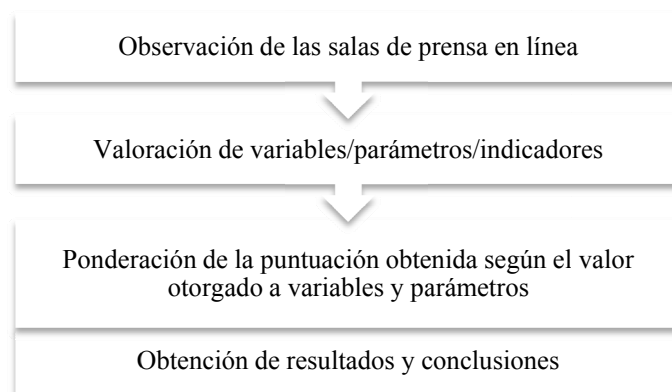 Observación de las salas de prensa en línea
Valoración de variables/parámetros/indicadores
Ponderación de la puntuación obtenida según el valor
otorgado a variables y parámetros
Obtención de resultados y conclusiones